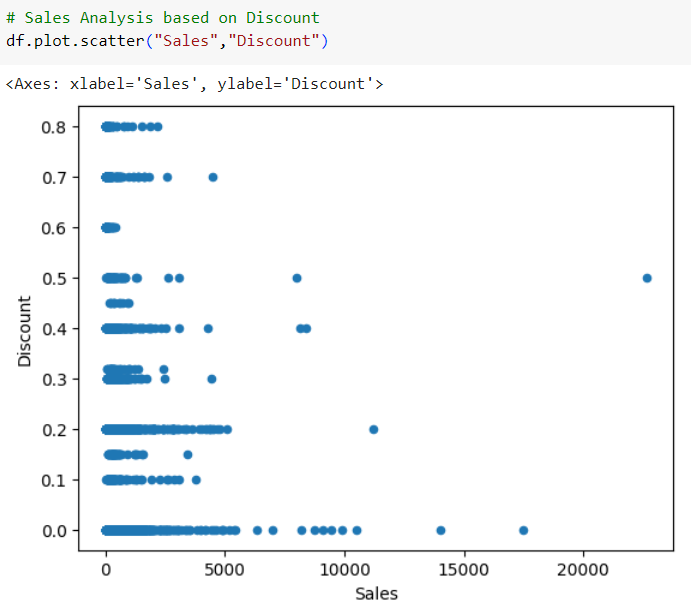 # Sales Analysis based on Discount
df.plot.scatter("Sales","Discount")
<Axes: xlabel='Sales', ylabel='Discount'>
0.8
0.7
0.6
0.5
0.4
0.3
0.2
0.1
0.0
Discount
0 5000 10000 15000 20000
Sales